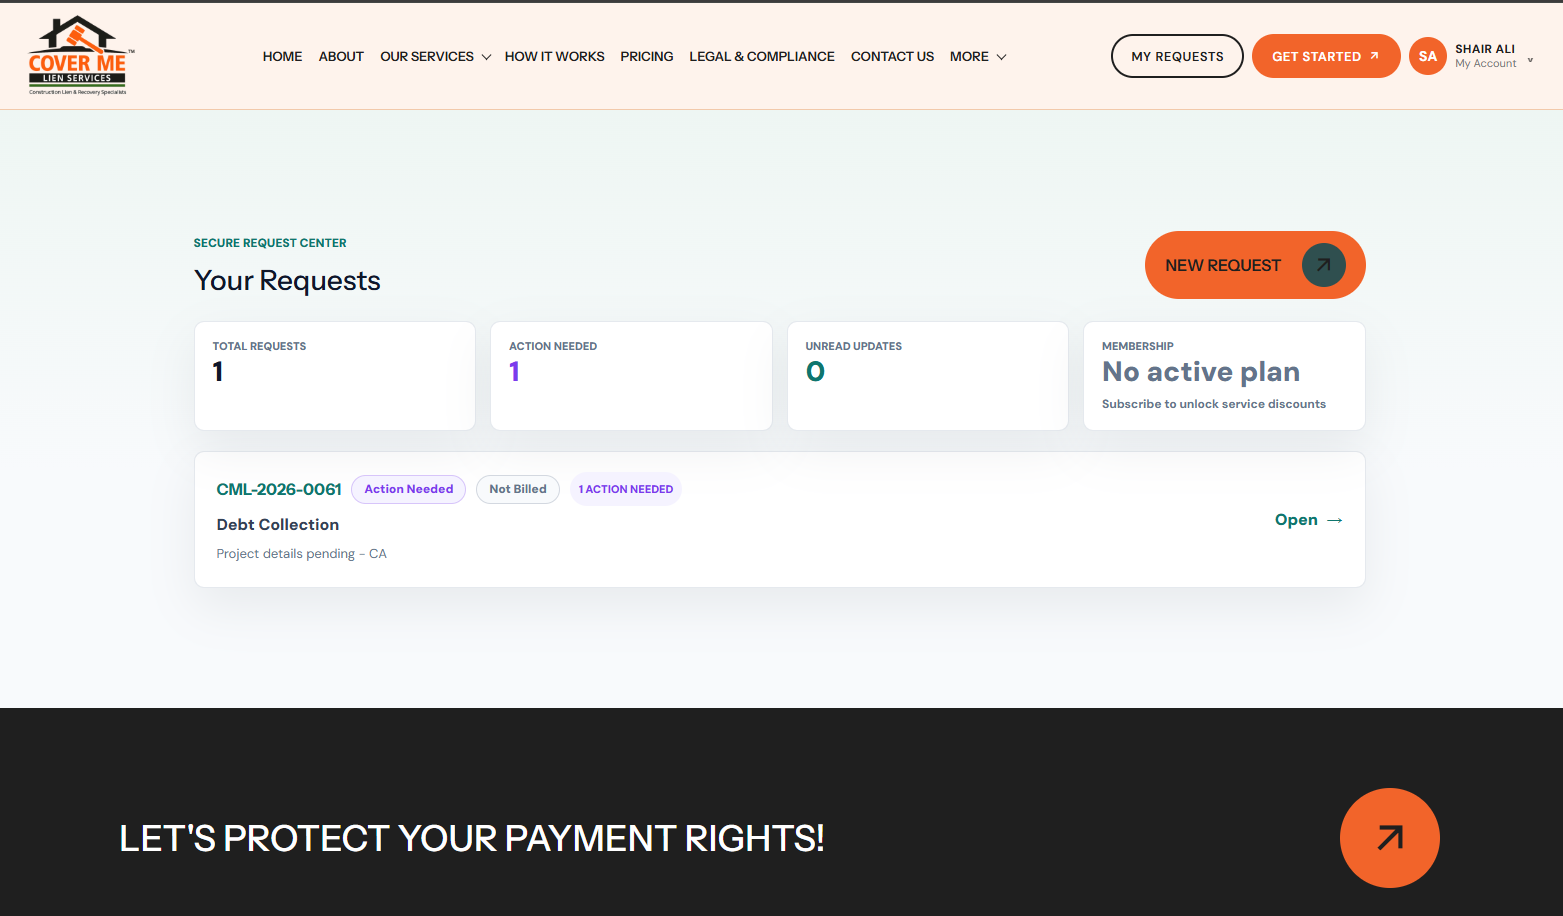 COVER ME
TM
LIEN SERVICES
Construction Lien & Recovery Specialists
HOME ABOUT OUR SERVICES HOW IT WORKS PRICING LEGAL & COMPLIANCE CONTACT US MORE
MY REQUESTS
GET STARTED
SA
SHAIR ALI
My Account
SECURE REQUEST CENTER
Your Requests
NEW REQUEST
TOTAL REQUESTS
1
ACTION NEEDED
1
UNREAD UPDATES
0
MEMBERSHIP
No active plan
Subscribe to unlock service discounts
CML-2026-0061 Action Needed Not Billed 1 ACTION NEEDED
Debt Collection
Project details pending - CA
Open →
LET'S PROTECT YOUR PAYMENT RIGHTS!